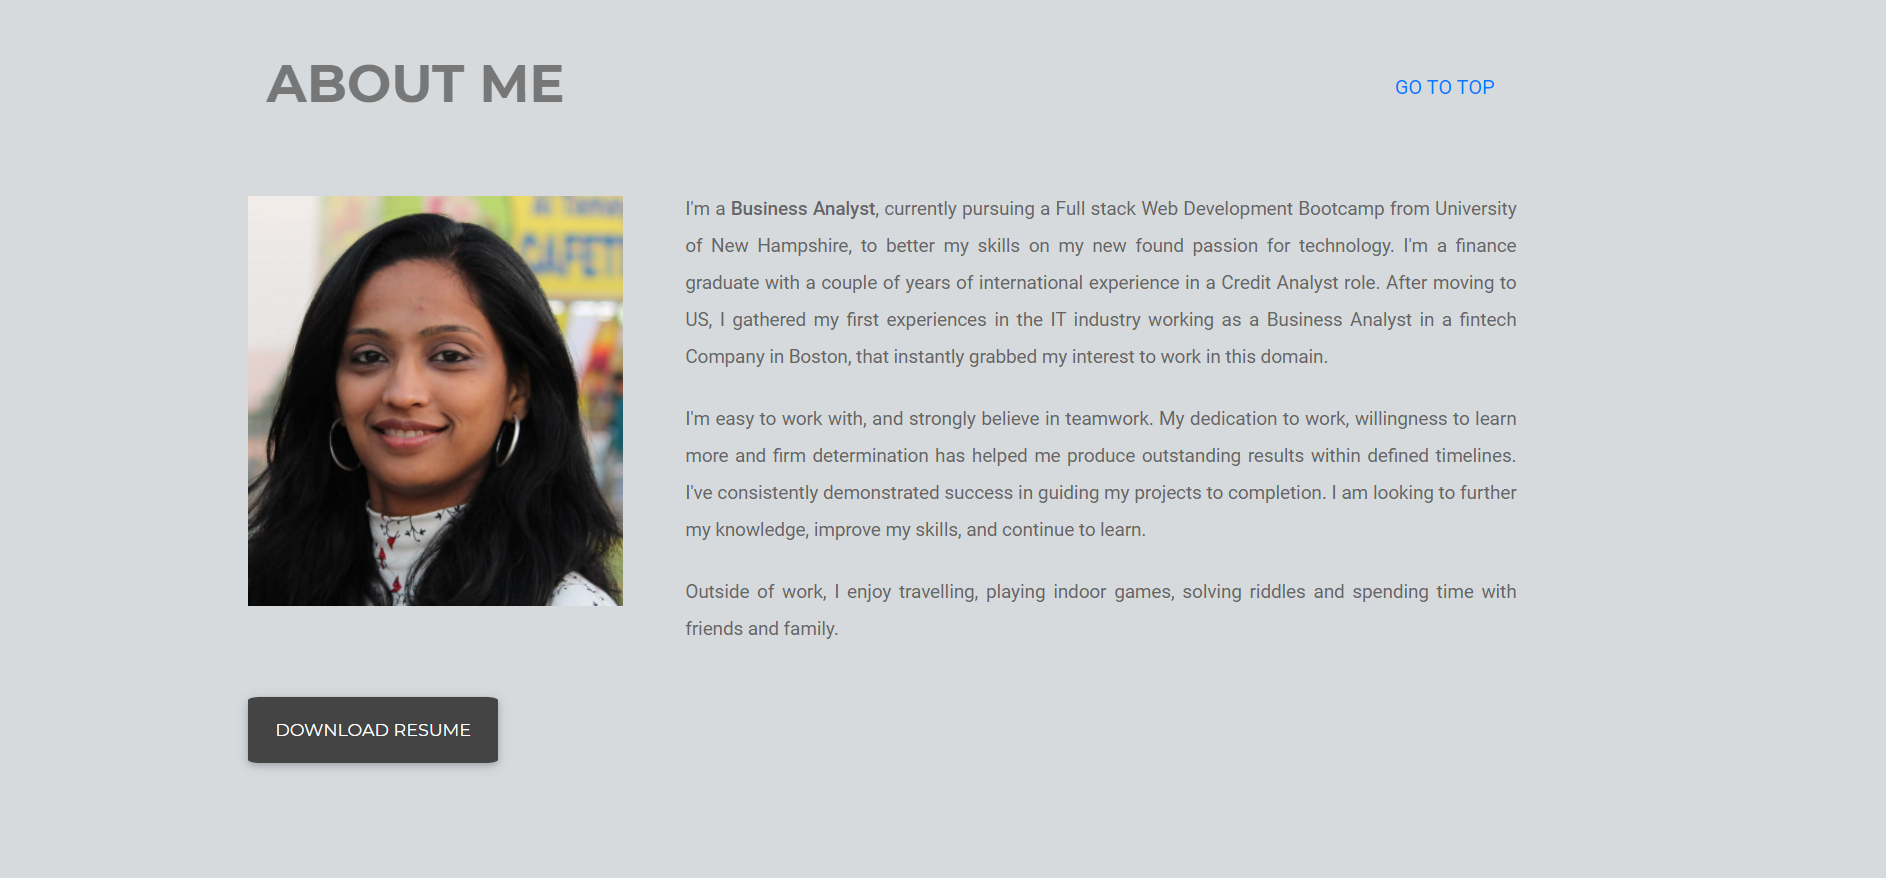 ABOUT ME
GO TO TOP
I'm a Business Analyst, currently pursuing a Full stack Web Development Bootcamp from University
of New Hampshire, to better my skills on my new found passion for technology. I'm a finance
graduate with a couple of years of international experience in a Credit Analyst role. After moving to
US, I gathered my first experiences in the IT industry working as a Business Analyst in a fintech
Company in Boston, that instantly grabbed my interest to work in this domain.
I'm easy to work with, and strongly believe in teamwork. My dedication to work, willingness to learn
more and firm determination has helped me produce outstanding results within defined timelines.
I've consistently demonstrated success in guiding my projects to completion. I am looking to further
my knowledge, improve my skills, and continue to learn.
Outside of work, I enjoy travelling, playing indoor games, solving riddles and spending time with
friends and family.
DOWNLOAD RESUME